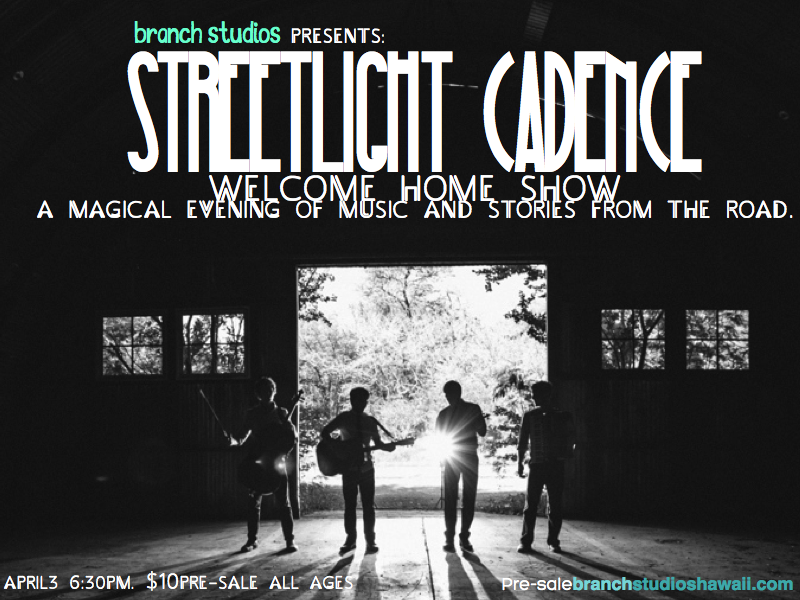 branch studios PRESENTS:
STREETLIGHT CADENCE
WELCOME HOME SHOW
A MAGICAL EVENING OF MUSIC AND STORIES FROM THE ROAD.
APRIL3 6:30PM. $10PRE-SALE ALL AGES
Pre-salebranchstudioshawaii.com